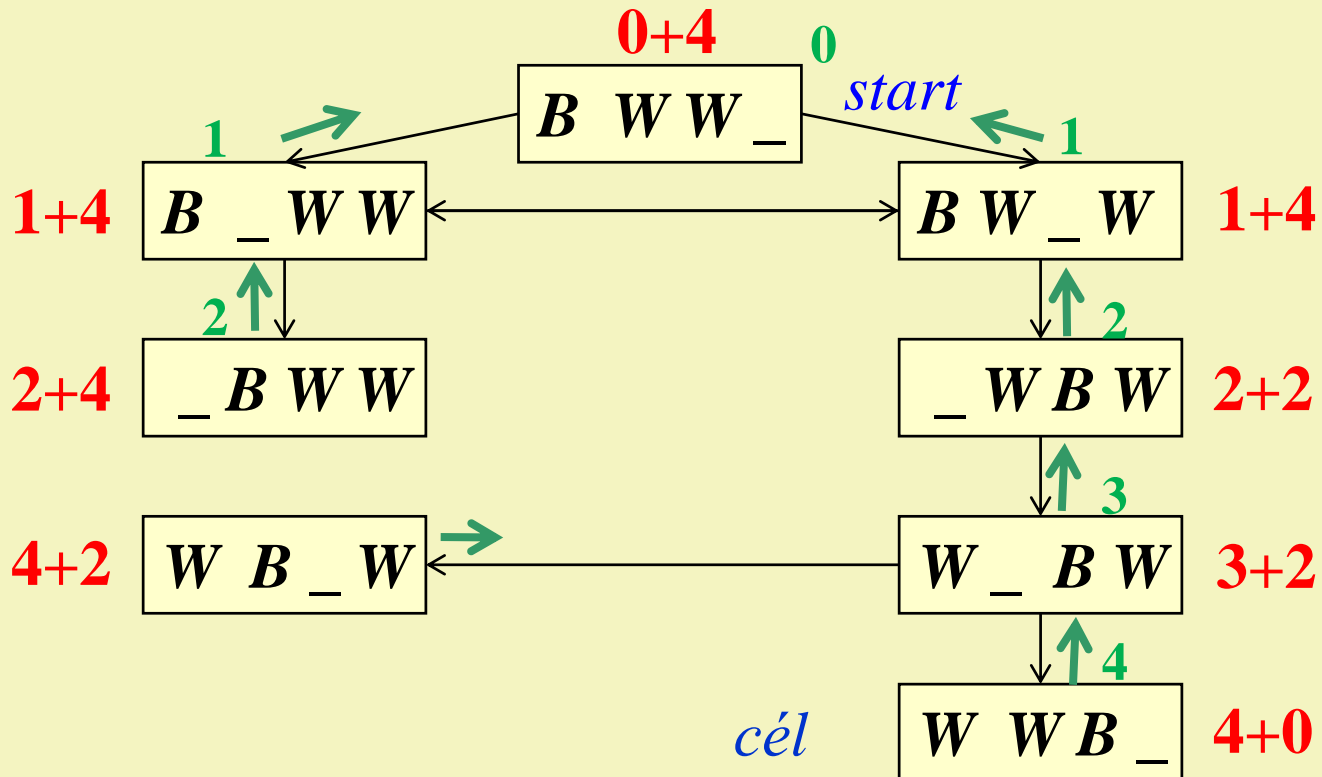 0+4 0
B W W _ start
1 1
1+4 B _ W W B W _ W 1+4
2 2
2+4 _ B W W _ W B W 2+2
3
4+2 W B _ W W _ B W 3+2
4
cél W W B _ 4+0